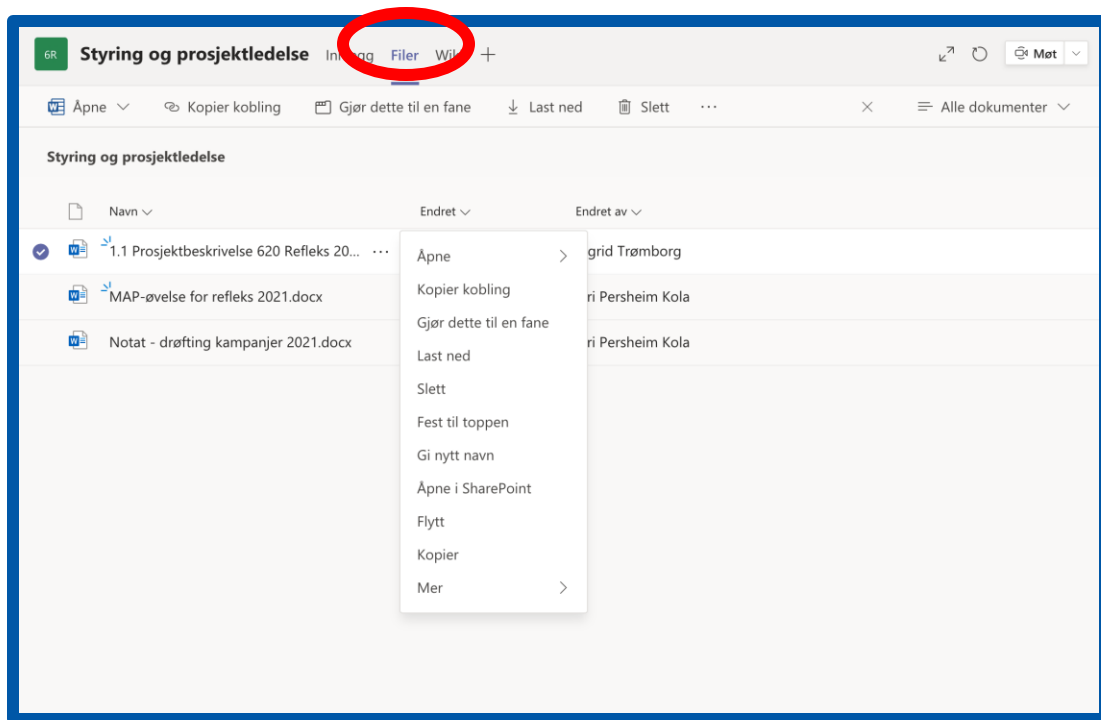 6R Styring og prosjektledelse Filer Møt
Åpne Kopier kobling Gjør dette til en fane Last ned Slett ... Alle dokumenter
Styring og prosjektledelse
Navn Endret Endret av
1.1 Prosjektbeskrivelse 620 Refleks 20... ... grid Trømborg
MAP-øvelse for refleks 2021.docx ri Persheim Kola
Notat - drøfting kampanjer 2021.docx ri Persheim Kola
Åpne
Kopier kobling
Gjør dette til en fane
Last ned
Slett
Fest til toppen
Gi nytt navn
Åpne i SharePoint
Flytt
Kopier
Mer